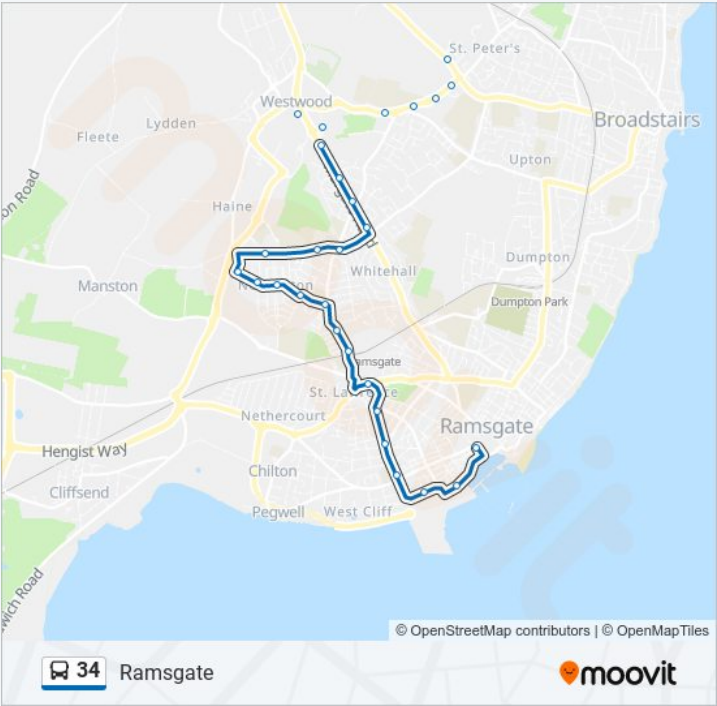 St. Peter's
Westwood
Broadstairs
Lydden
Fleete
Upton
on Road
Haine
Dumpton
Whitehall
Manston
Dumpton Park
amsgate
St. La
Nethercourt
Ramsgate
Hengist Way
Chilton
Cliffsend
Pegwell
West Cliff
wich Road
© OpenStreetMap contributors | © OpenMapTiles
34 Ramsgate
moovit